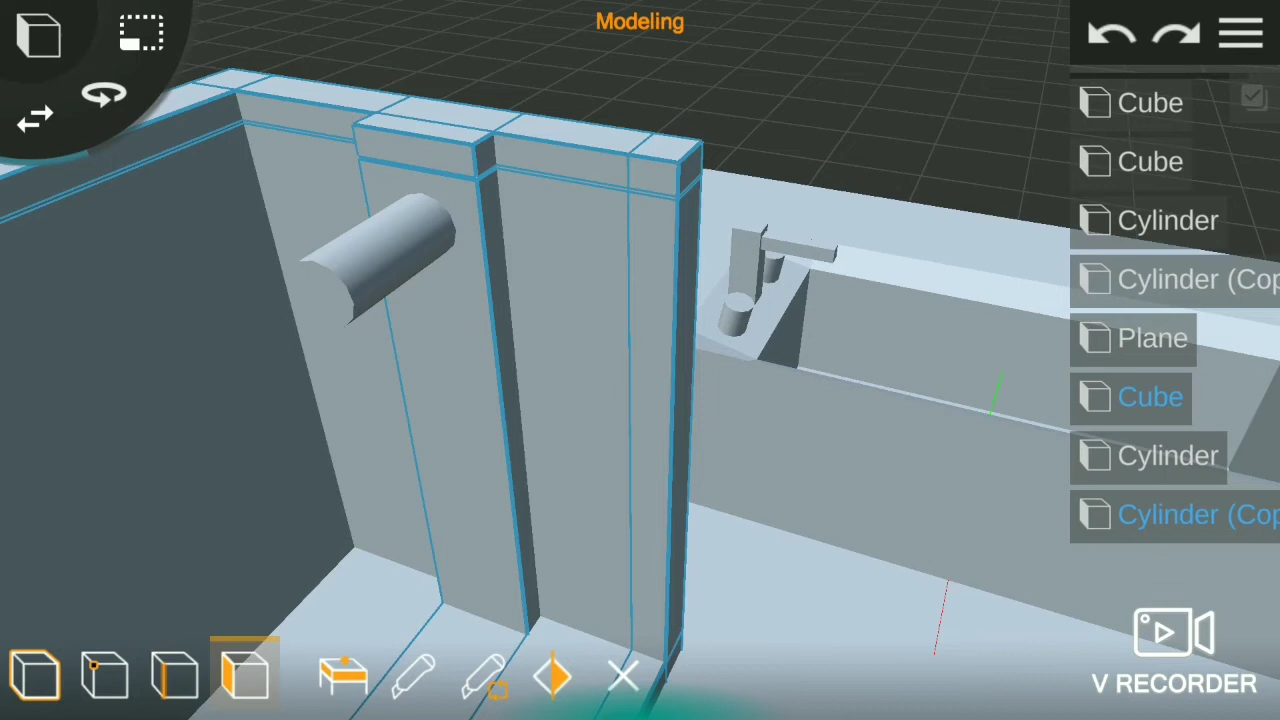 Modeling
Cube
Cube
Cylinder
Cylinder (Cop
Plane
Cube
Cylinder
Cylinder (Cop
V RECORDER